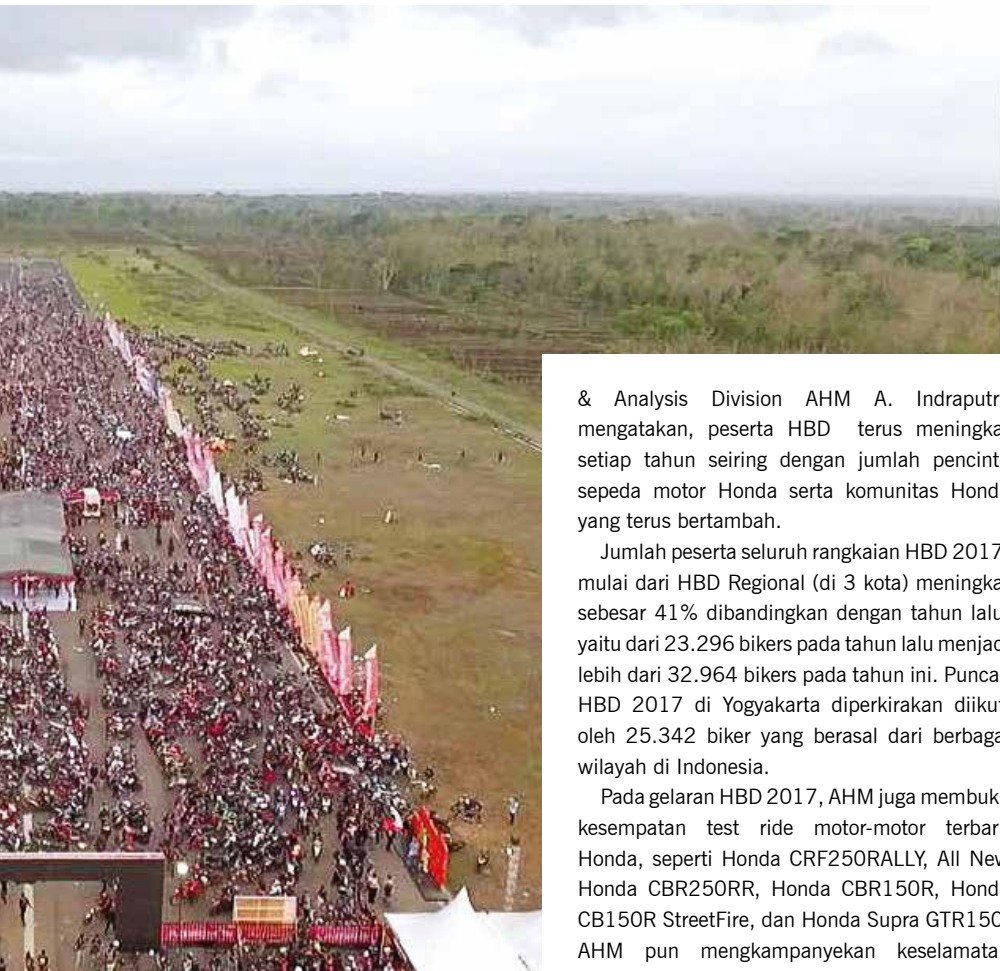 & Analysis Division AHM A. Indraputr
mengatakan, peserta HBD terus meningka
setiap tahun seiring dengan jumlah pencint
sepeda motor Honda serta komunitas Hond
yang terus bertambah.
Jumlah peserta seluruh rangkaian HBD 2017
mulai dari HBD Regional (di 3 kota) meningka
sebesar 41% dibandingkan dengan tahun lalu
yaitu dari 23.296 bikers pada tahun lalu menjad
lebih dari 32.964 bikers pada tahun ini. Punca
HBD 2017 di Yogyakarta diperkirakan diikut
oleh 25.342 biker yang berasal dari berbaga
wilayah di Indonesia.
Pada gelaran HBD 2017, AHM juga membuk
kesempatan test ride motor-motor terbar
Honda, seperti Honda CRF250RALLY, All New
Honda CBR250RR, Honda CBR150R, Hond
CB150R StreetFire, dan Honda Supra GTR150
AHM pun mengkampanyekan keselamata